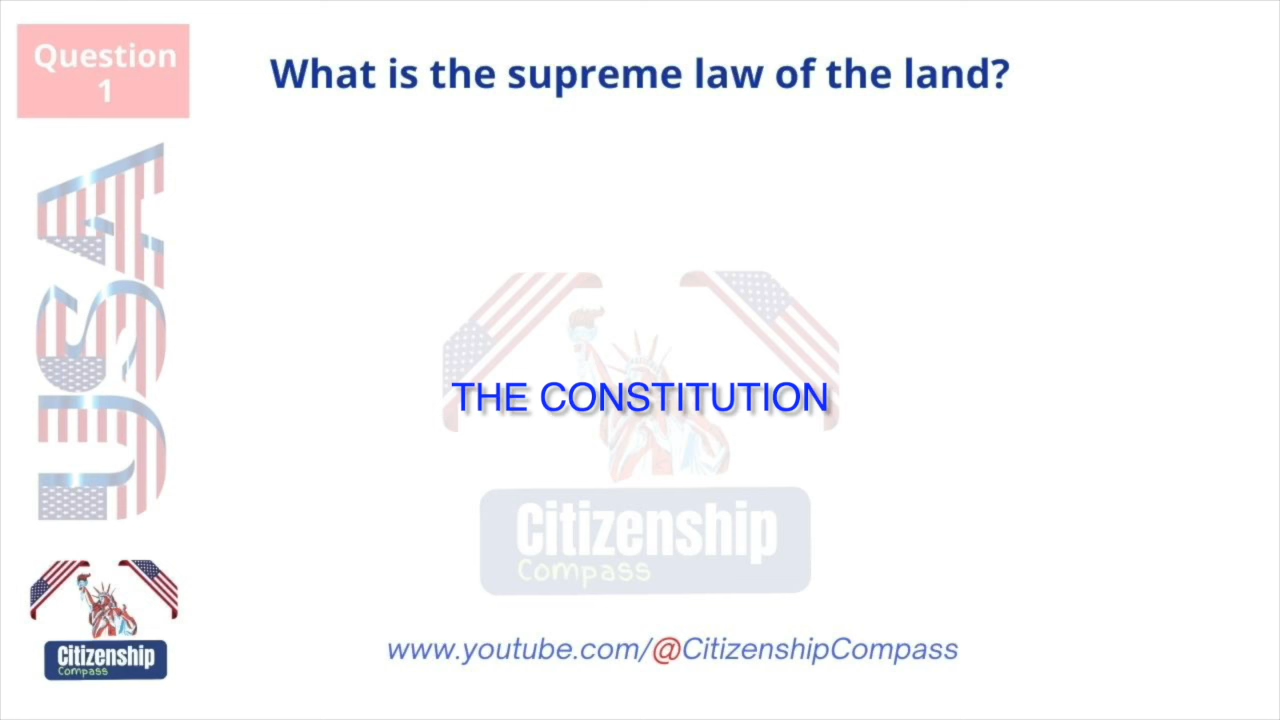 Question
1
What is the supreme law of the land?
USA
THE CONSTITUTION
Citizenship
Compass
Citizenship
Compass
www.youtube.com/@CitizenshipCompass